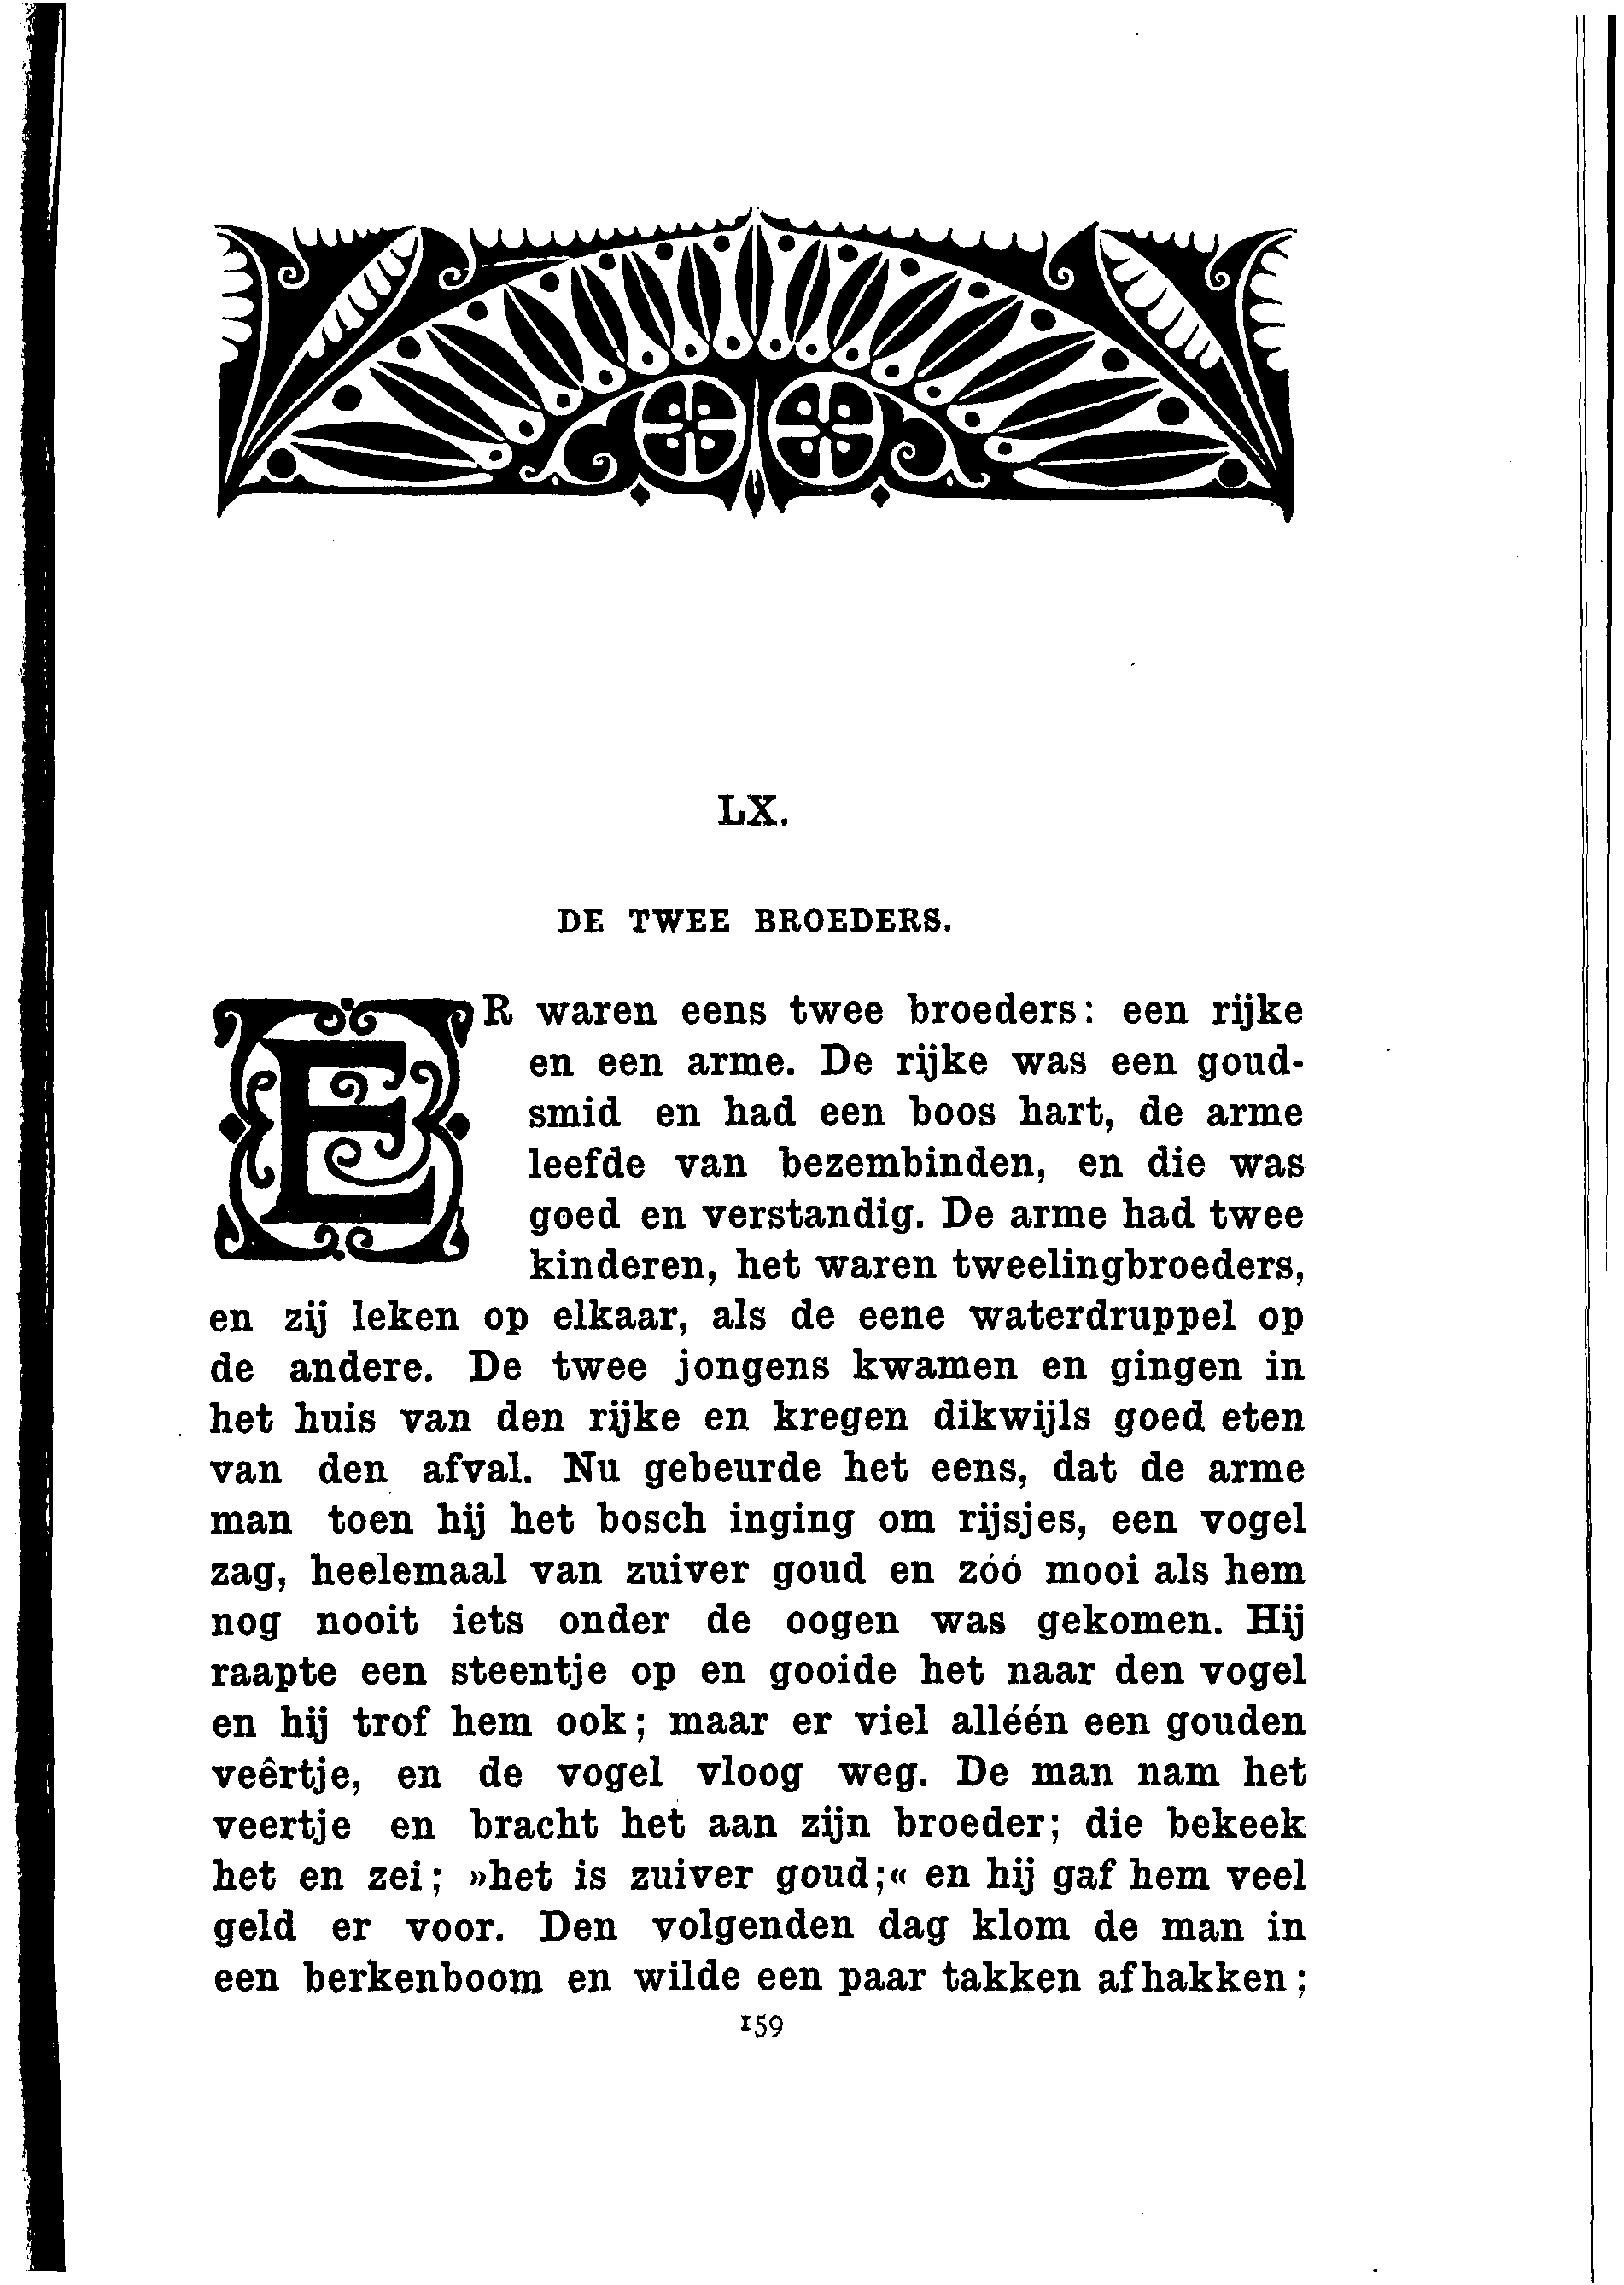 LX.
DE TWEE BROEDERS.
ER waren eens twee broeders: een rijke
en een arme. De rijke was een goud-
smid en had een boos hart, de arme
leefde van bezembinden, en die was
goed en verstandig. De arme had twee
kinderen, het waren tweelingbroeders,
en zij leken op elkaar, als de eene waterdruppel op
de andere. De twee jongens kwamen en gingen in
het huis van den rijke en kregen dikwijls goed eten
van den afval. Nu gebeurde het eens, dat de arme
man toen hij het bosch inging om rijsjes, een vogel
zag, heelemaal van zuiver goud en zóó mooi als hem
nog nooit iets onder de oogen was gekomen. Hij
raapte een steentje op en gooide het naar den vogel
en hij trof hem ook; maar er viel alléén een gouden
veêrtje, en de vogel vloog weg. De man nam het
veertje en bracht het aan zijn broeder; die bekeek
het en zei; »het is zuiver goud;« en hij gaf hem veel
geld er voor. Den volgenden dag klom de man in
een berkenboom en wilde een paar takken afhakken;
159